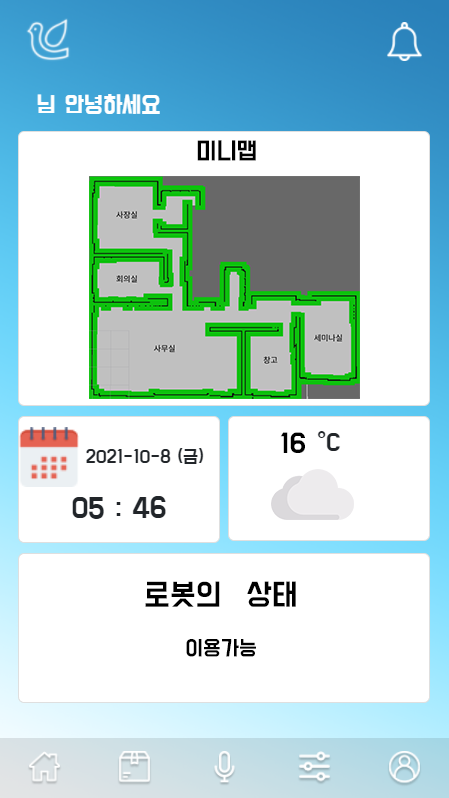 님 안녕하세요
미니맵
사장실
회의실
사무실
창고
세미나실
2021-10-8 (금)
05 : 46
16 °C
로봇의 상태
이용가능